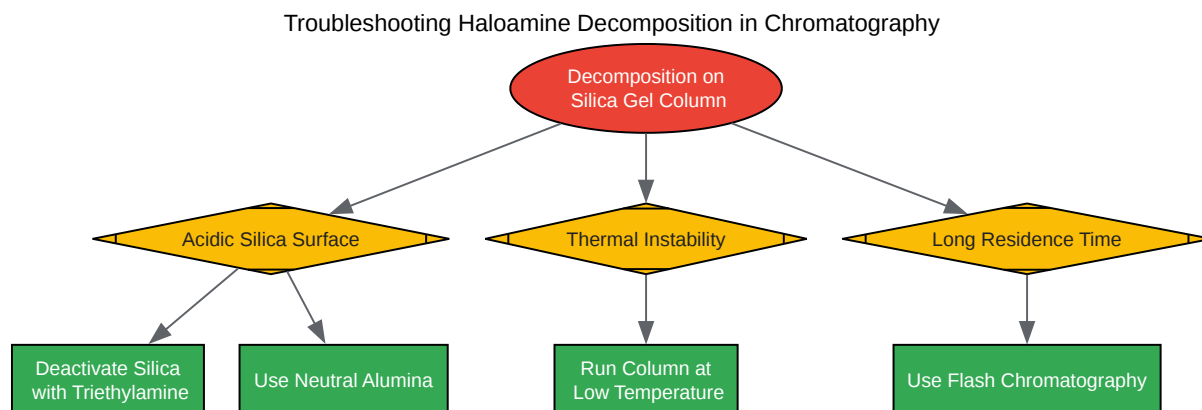 Troubleshooting Haloamine Decomposition in Chromatography
Decomposition on
Silica Gel Column
Acidic Silica Surface
Thermal Instability
Long Residence Time
Deactivate Silica
with Triethylamine
Use Neutral Alumina
Run Column at
Low Temperature
Use Flash Chromatography